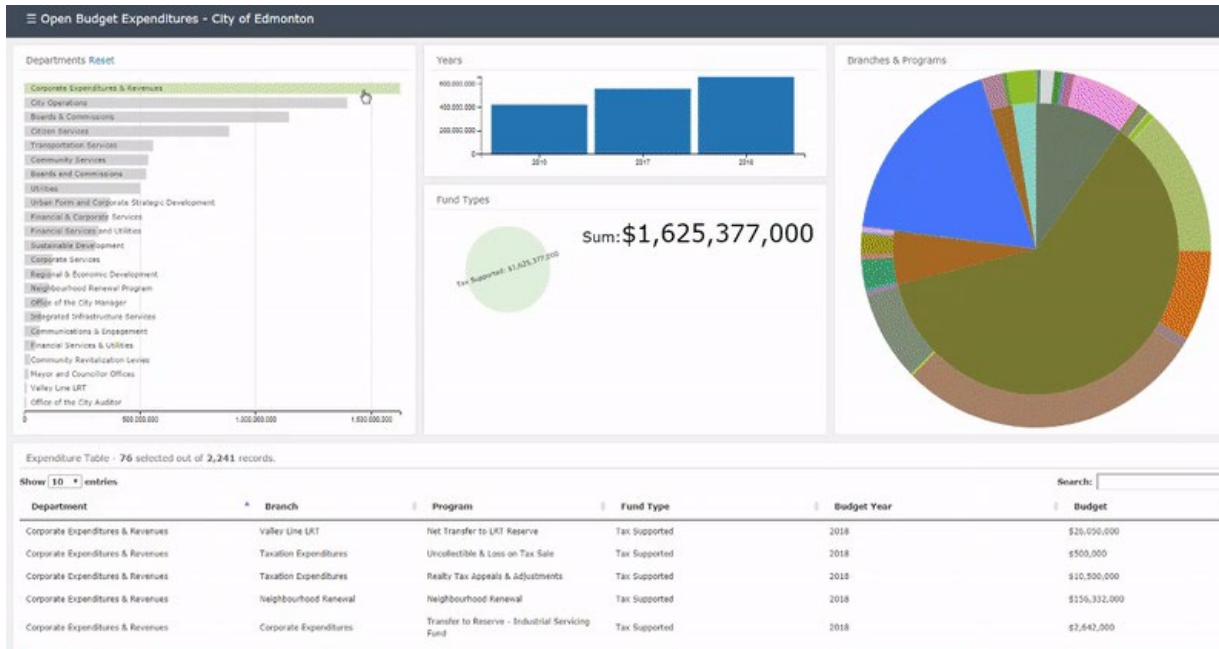 ☰ Open Budget Expenditures - City of Edmonton
Departments Reset
Corporate Expenditures & Revenues
City Operations
Boards & Commissions
Citizen Services
Transportation Services
Community Services
Boards and Commissions
Utilities
Urban Form and Corporate Strategic Development
Financial & Corporate Services
Financial Services and Utilities
Sustainable Development
Corporate Services
Regional & Economic Development
Neighbourhood Renewal Program
Office of the City Manager
Integrated Infrastructure Services
Communications & Engagement
Financial Services & Utilities
Community Revitalization Levies
Mayor and Councillor Offices
Valley Line LRT
Office of the City Auditor
0 500,000,000 1,000,000,000 1,500,000,000
Years
600,000,000
400,000,000
200,000,000
0
2016 2017 2018
Fund Types
Sum:$1,625,377,000
Tax Supported: $1,625,377,000
Branches & Programs
Expenditure Table - 76 selected out of 2,241 records.
Show 10 entries Search:
Department Branch Program Fund Type Budget Year Budget
Corporate Expenditures & Revenues Valley Line LRT Net Transfer to LRT Reserve Tax Supported 2018 $26,050,000
Corporate Expenditures & Revenues Taxation Expenditures Uncollectible & Loss on Tax Sale Tax Supported 2018 $500,000
Corporate Expenditures & Revenues Taxation Expenditures Realty Tax Appeals & Adjustments Tax Supported 2018 $10,500,000
Corporate Expenditures & Revenues Neighbourhood Renewal Neighbourhood Renewal Tax Supported 2018 $156,332,000
Corporate Expenditures & Revenues Corporate Expenditures Transfer to Reserve - Industrial Servicing Fund Tax Supported 2018 $2,642,000